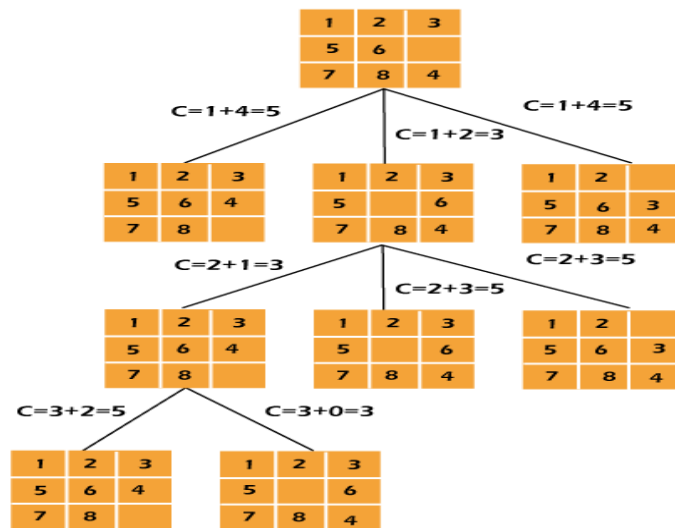 1 2 3
5 6
7 8 4
C=1+4=5
C=1+2=3
C=1+4=5
1 2 3
5 6 4
7 8
1 2 3
5 6
7 8 4
1 2
5 6 3
7 8 4
C=2+1=3
C=2+3=5
C=2+3=5
1 2 3
5 6 4
7 8
1 2 3
5 6
7 8 4
1 2
5 6 3
7 8 4
C=3+2=5
C=3+0=3
1 2 3
5 6 4
7 8
1 2 3
5 6
7 8 4